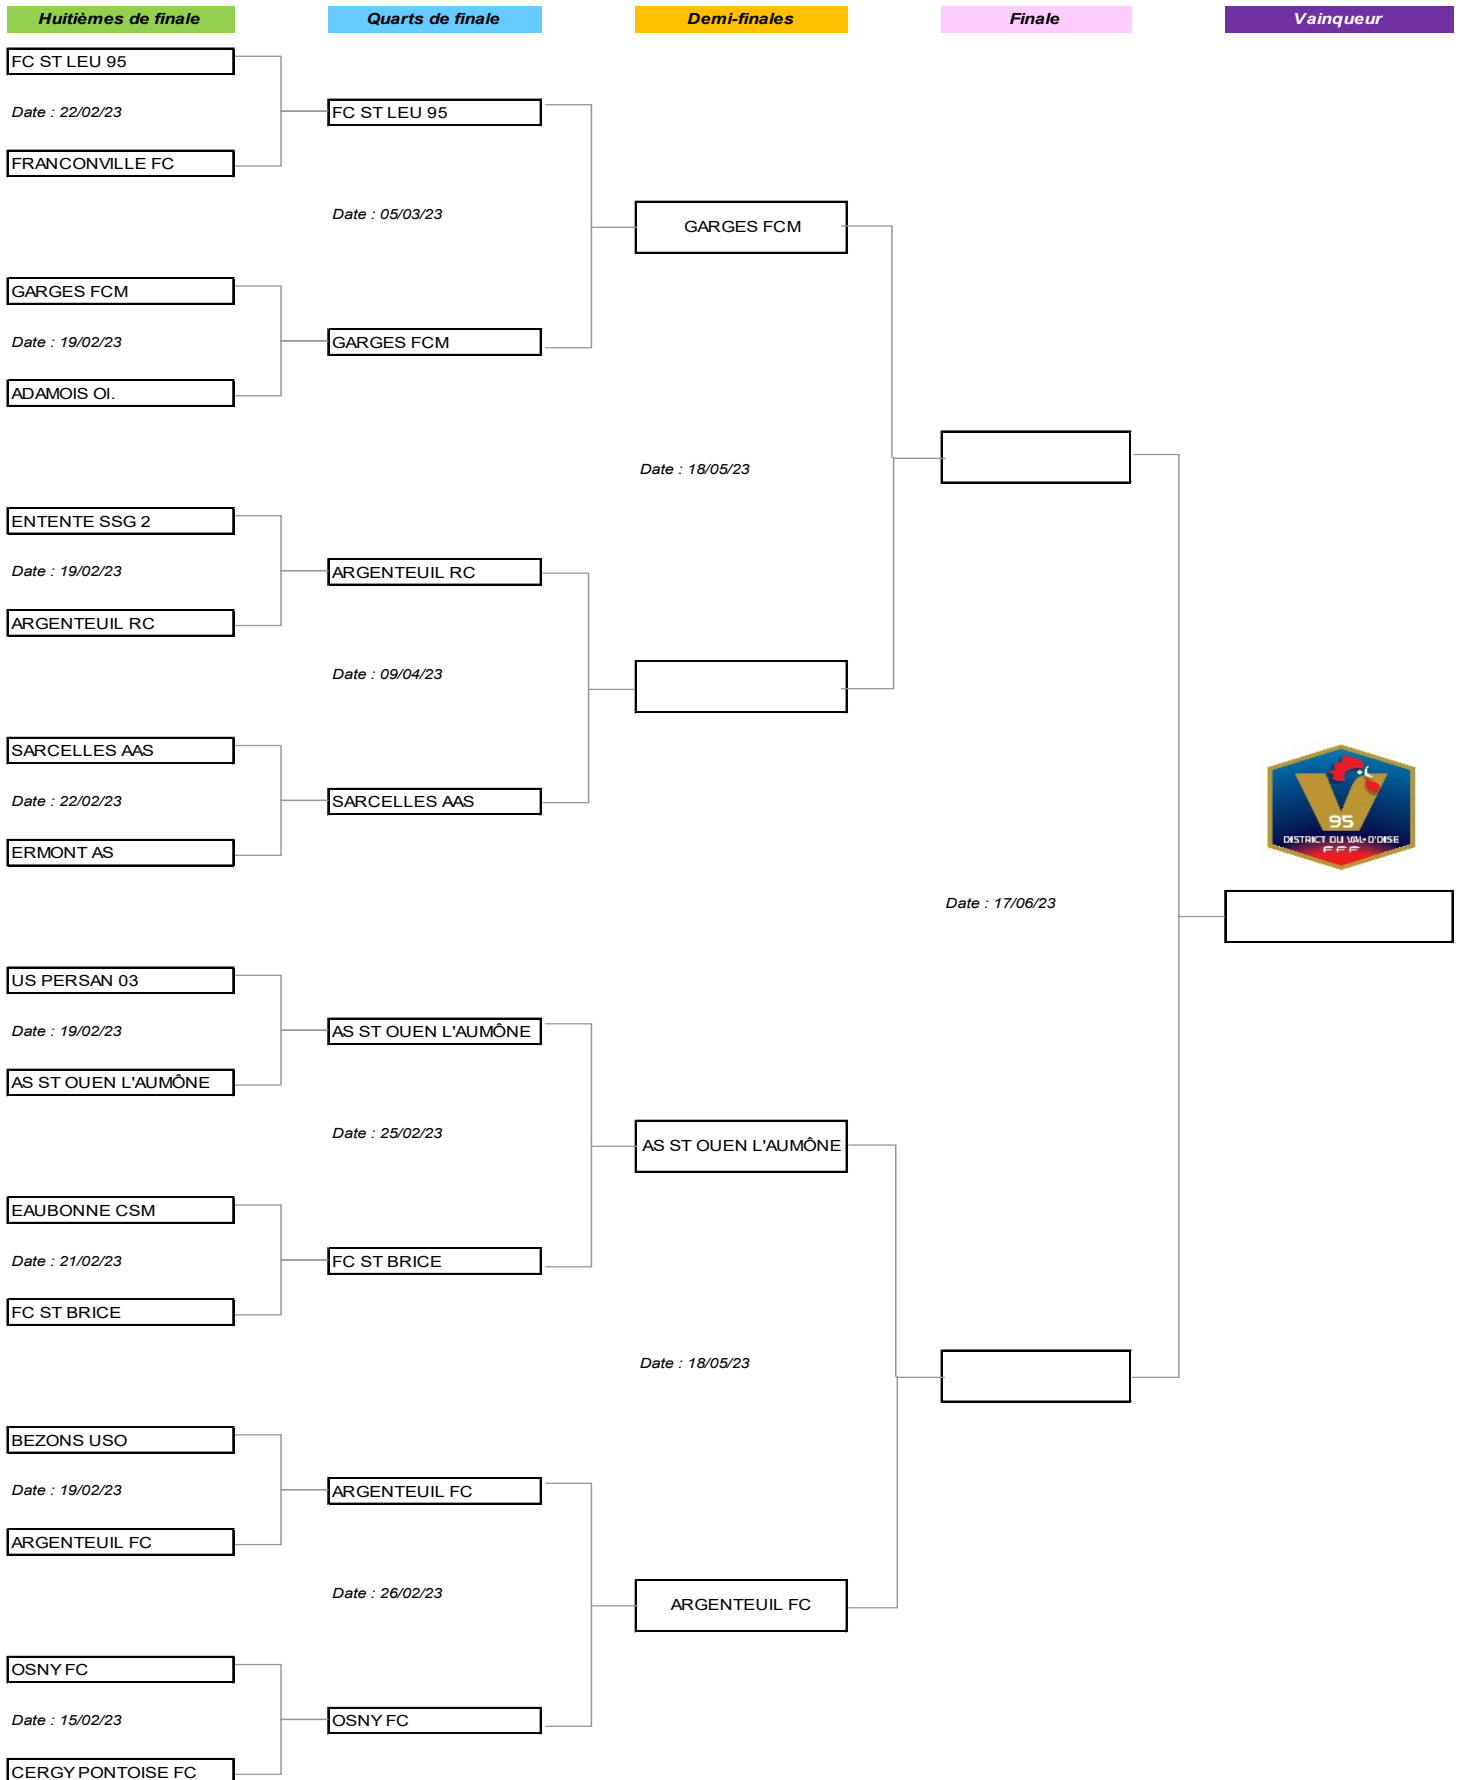 Huitièmes de finale
Quarts de finale
Demi-finales
Finale
Vainqueur
FC ST LEU 95
Date : 22/02/23
FC ST LEU 95
FRANCONVILLE FC
Date : 05/03/23
GARGES FCM
GARGES FCM
Date : 19/02/23
GARGES FCM
ADAMOIS Ol.
Date : 18/05/23
ENTENTE SSG 2
Date : 19/02/23
ARGENTEUIL RC
ARGENTEUIL RC
Date : 09/04/23
SARCELLES AAS
Date : 22/02/23
SARCELLES AAS
95
DISTRICT DU VAL-D'OISE
FFF
ERMONT AS
Date : 17/06/23
US PERSAN 03
Date : 19/02/23
AS ST OUEN L'AUMÔNE
AS ST OUEN L'AUMÔNE
Date : 25/02/23
AS ST OUEN L'AUMÔNE
EAUBONNE CSM
Date : 21/02/23
FC ST BRICE
FC ST BRICE
Date : 18/05/23
BEZONS USO
Date : 19/02/23
ARGENTEUIL FC
ARGENTEUIL FC
Date : 26/02/23
ARGENTEUIL FC
OSNY FC
Date : 15/02/23
OSNY FC
CERGY PONTOISE FC